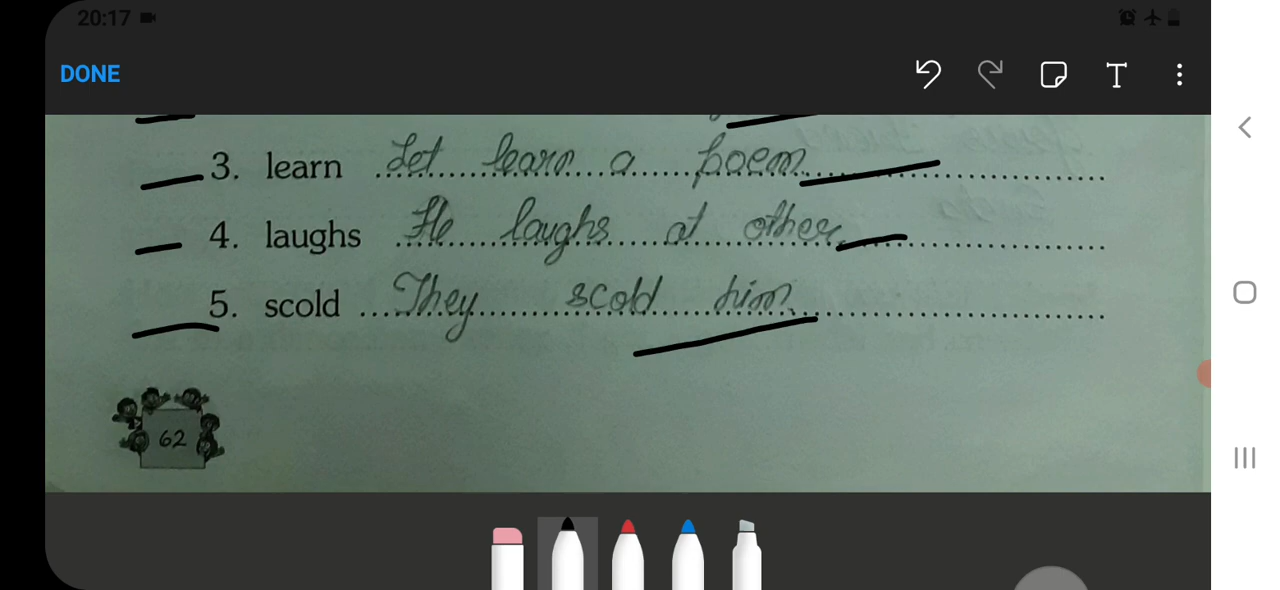 20:17
DONE T
3. learn Let learn a poem
4. laughs He laughs at other
5. scold They scold him
62